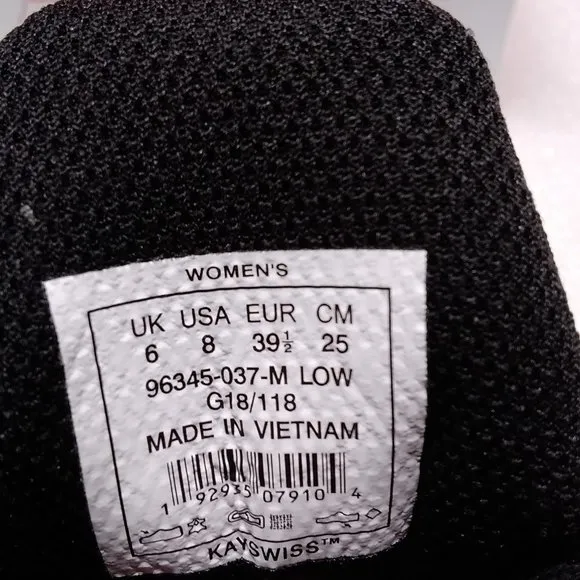 WOMEN'S
UK USA EUR CM
6 8 39½ 25
96345-037-M LOW
G18/118
MADE IN VIETNAM
1 92935 07910 4
KAYSWISS™